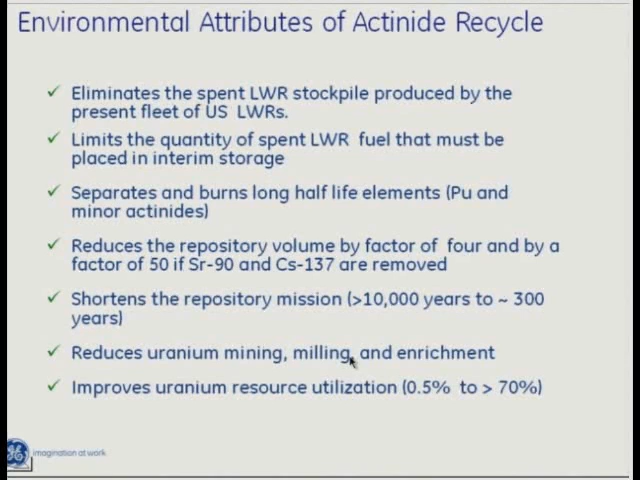 Environmental Attributes of Actinide Recycle
✓ Eliminates the spent LWR stockpile produced by the
present fleet of US LWRs.
✓ Limits the quantity of spent LWR fuel that must be
placed in interim storage
✓ Separates and burns long half life elements (Pu and
minor actinides)
✓ Reduces the repository volume by factor of four and by a
factor of 50 if Sr-90 and Cs-137 are removed
✓ Shortens the repository mission (>10,000 years to ~ 300
years)
✓ Reduces uranium mining, milling, and enrichment
✓ Improves uranium resource utilization (0.5% to > 70%)
GE imagination at work